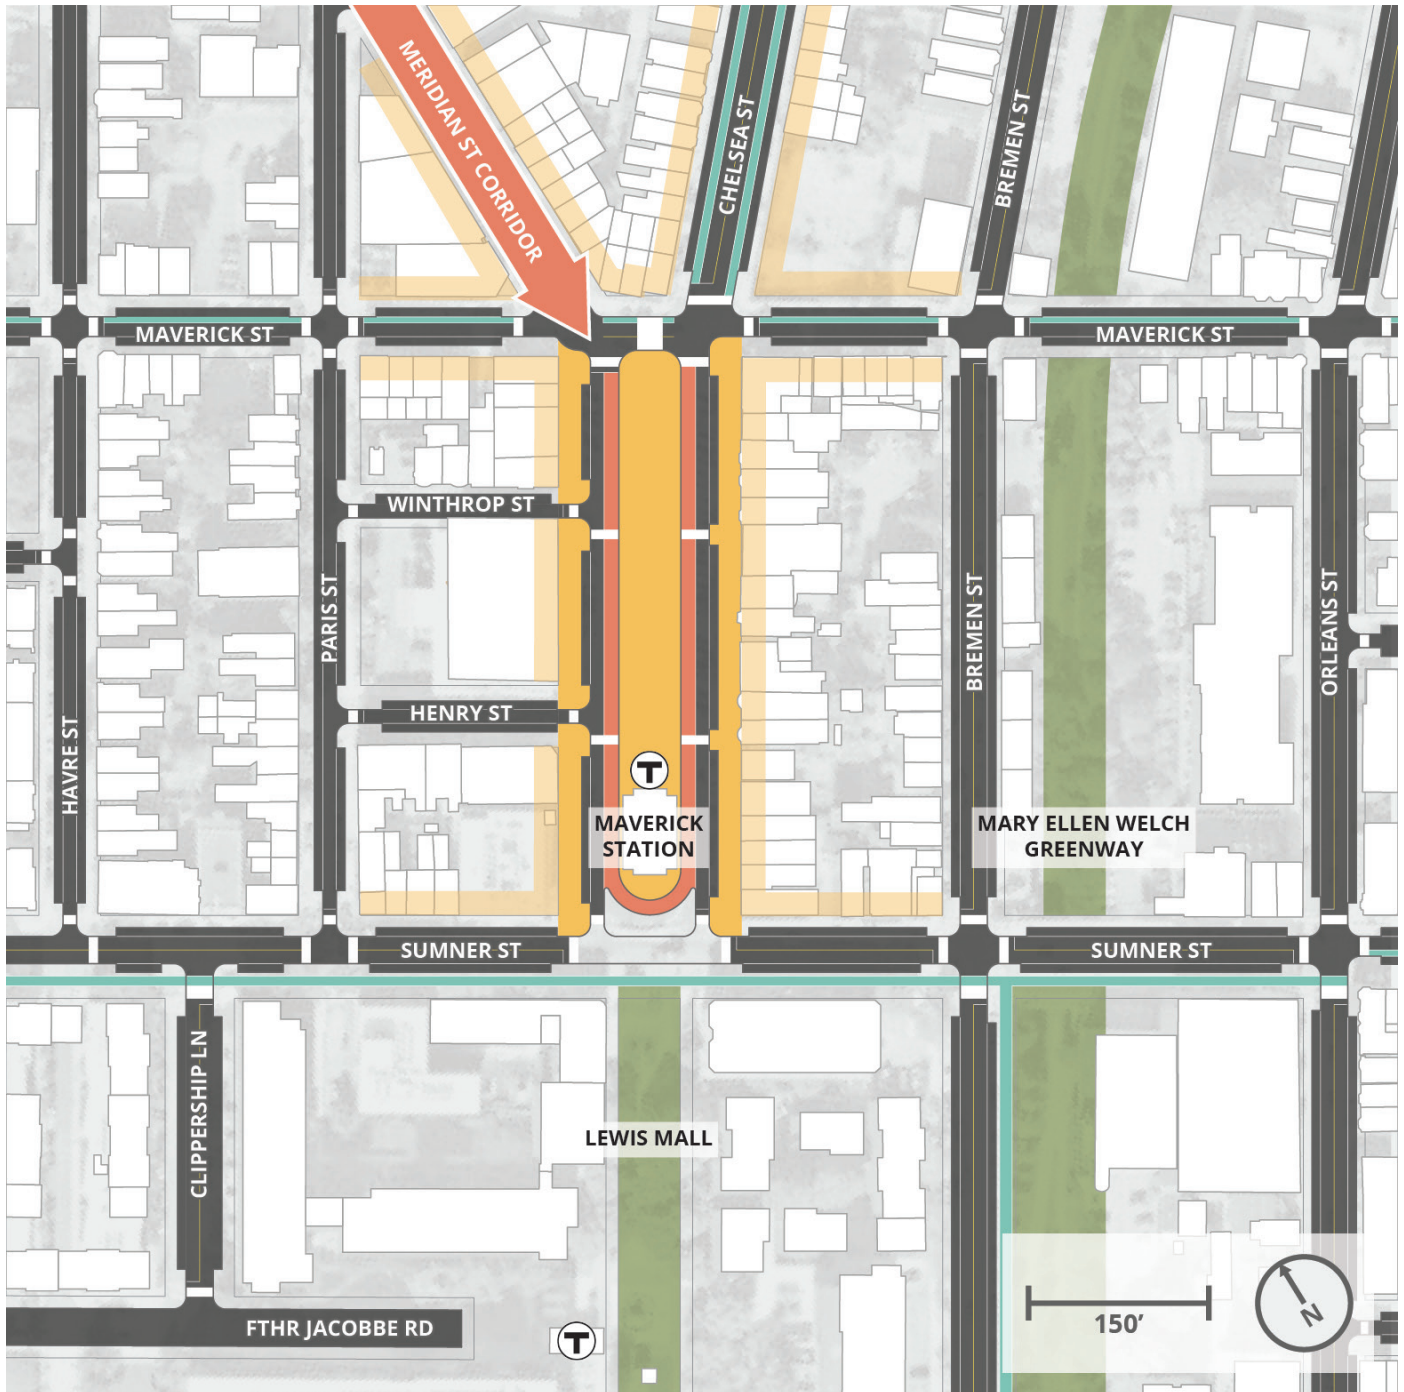 MERIDIAN ST CORRIDOR
CHELSEA ST
BREMEN ST
MAVERICK ST
MAVERICK ST
WINTHROP ST
PARIS ST
BREMEN ST
ORLEANS ST
HENRY ST
HAVRE ST
T
MAVERICK
STATION
MARY ELLEN WELCH
GREENWAY
SUMNER ST
SUMNER ST
CLIPPERSHIP LN
LEWIS MALL
FTHR JACOBBE RD
T
150’
N